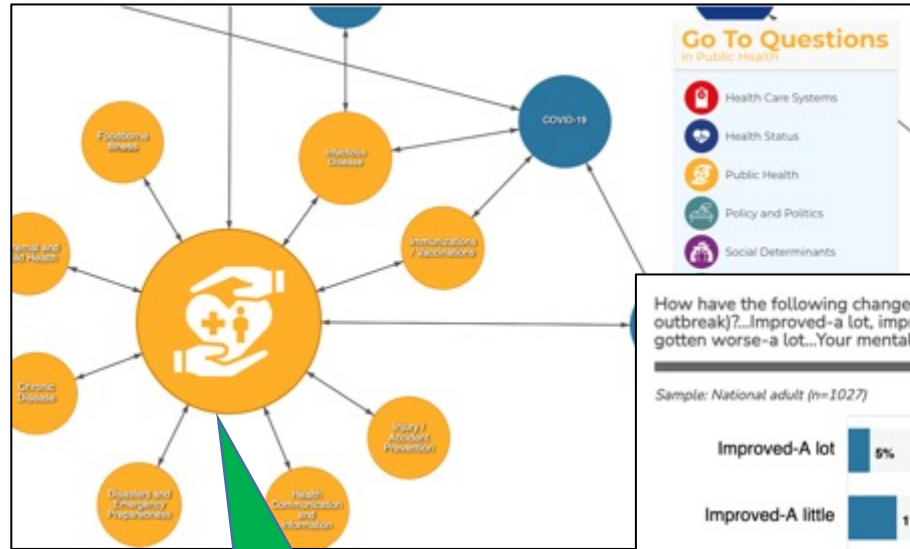 Go To Questions
in Public Health
Health Care Systems
Health Status
Public Health
Policy and Politics
Social Determinants
COVID-19
Foodborne
Illness
Infectious
Disease
Immunizations
/ Vaccinations
Chronic
Disease
Injury /
Accident
Prevention
Disasters and
Emergency
Preparedness
Health
Communication
and
Information
How have the following change
outbreak)?...Improved-a lot, impr
gotten worse-a lot...Your mental
Sample: National adult (n=1027)
Improved-A lot
5%
Improved-A little
1